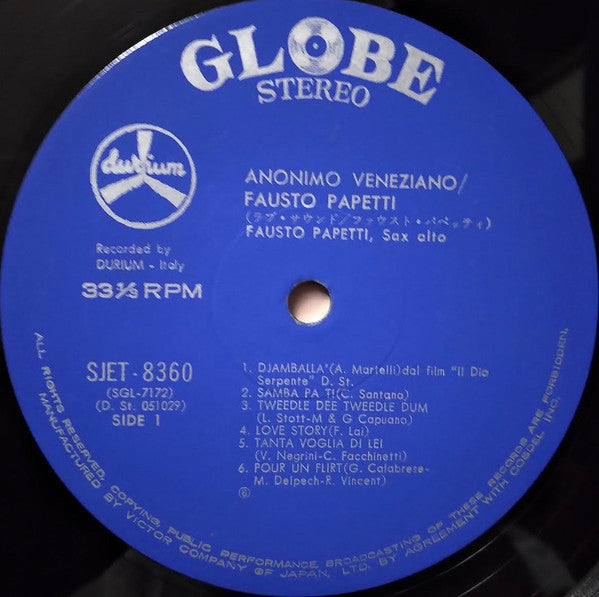 GLOBE
STEREO
durium
Recorded by
DURIUM - Italy
33⅓ RPM
ANONIMO VENEZIANO/
FAUSTO PAPETTI
(ラブ・サウンド/ファウスト・パペッティ)
FAUSTO PAPETTI, Sax alto
SJET-8360
(SGL-7172)
(D. St. 051029)
SIDE 1
1. DJAMBALLA'(A. Martelli)dal film "Il Dio
Serpente" D. St.
2. SAMBA PA TI(C. Santana)
3. TWEEDLE DEE TWEEDLE DUM
(L. Stott-M & G Capuano)
4. LOVE STORY(F. Lai)
5. TANTA VOGLIA DI LEI
(V. Negrini-C. Facchinetti)
6. POUR UN FLIRT(G. Calabrese-
M. Delpech-R. Vincent)
⑥
ALL RIGHTS RESERVED, COPYING, PUBLIC PERFORMANCE, BROADCASTING OF THESE RECORDS ARE FORBIDDEN.
MANUFACTURED BY VICTOR COMPANY OF JAPAN, LTD. BY AGREEMENT WITH COSDEL INC.